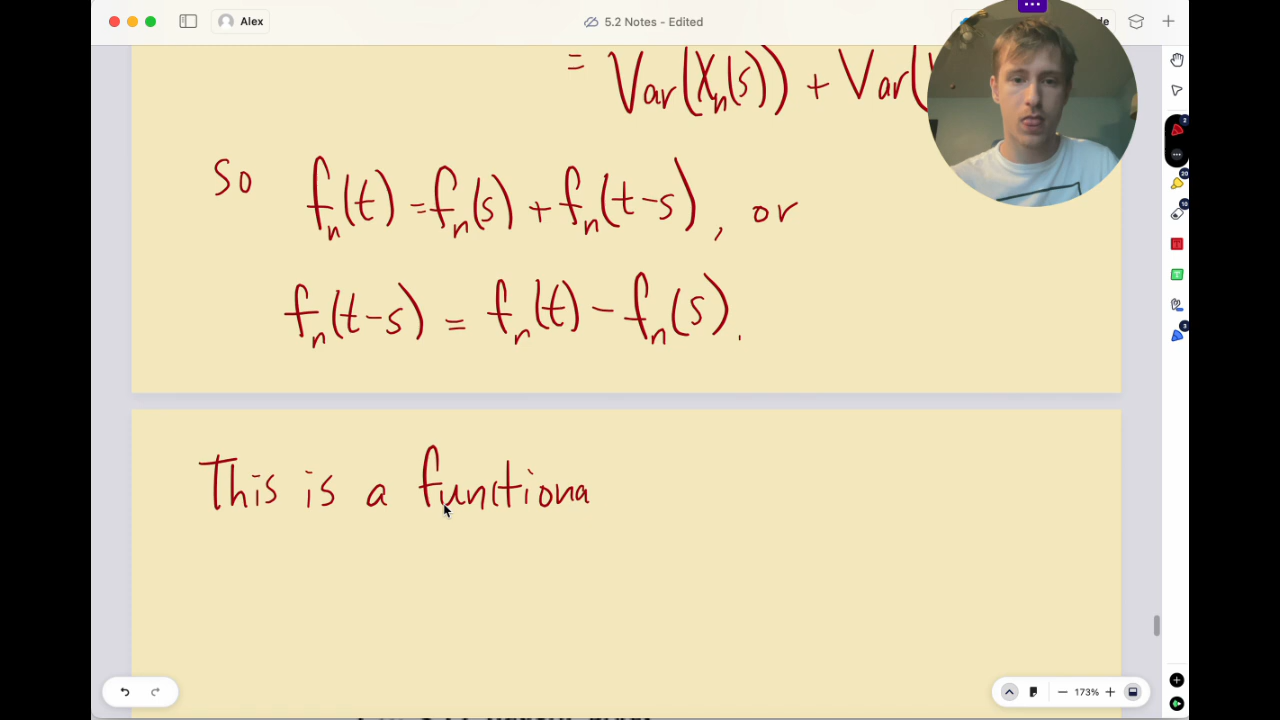 Alex
5.2 Notes - Edited
= Var(Xₙ(s)) + Var(
So fₙ(t) = fₙ(s) + fₙ(t-s), or
fₙ(t-s) = fₙ(t) - fₙ(s).
This is a functiona
173%